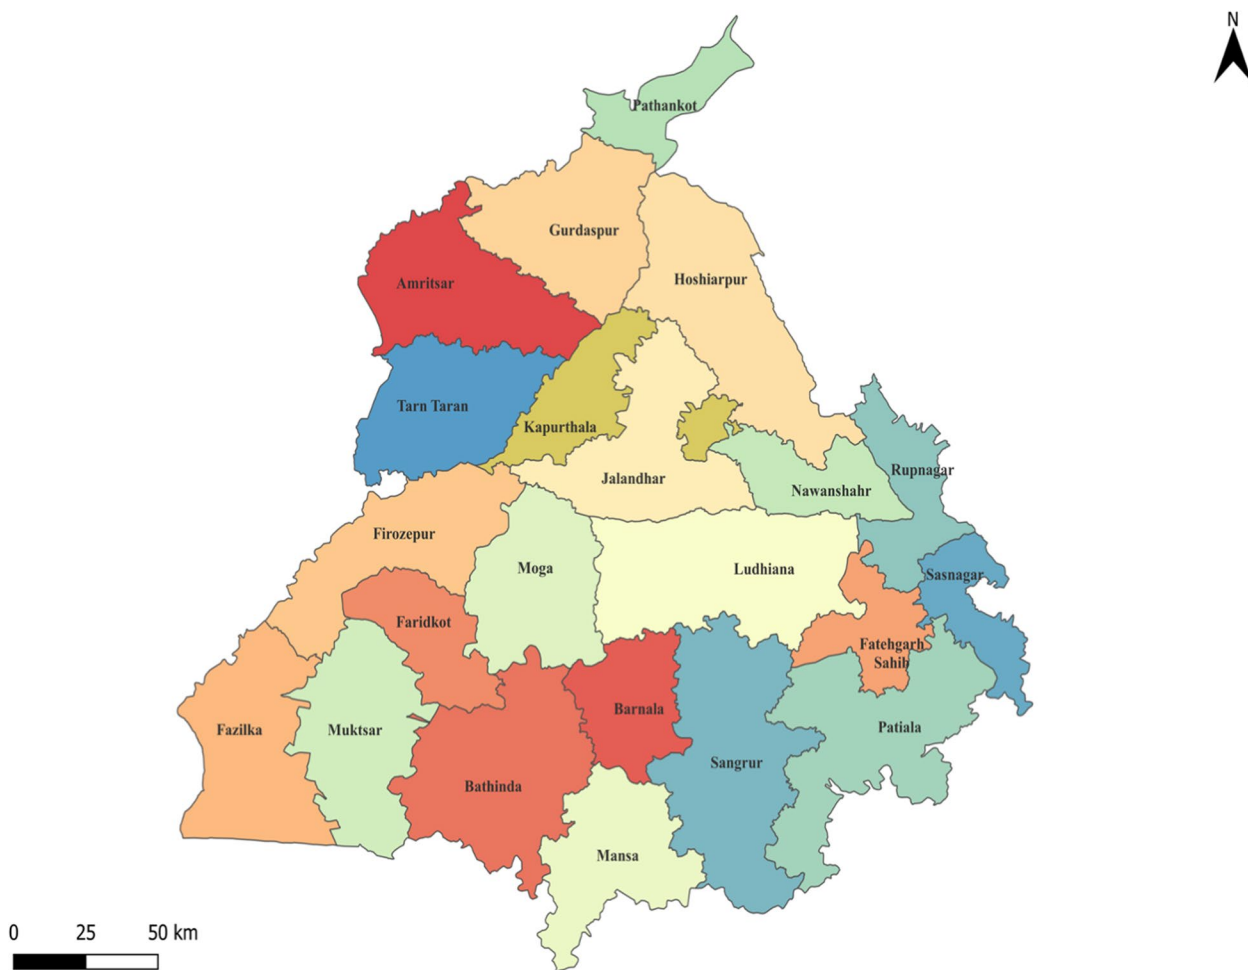 N
Pathankot
Gurdaspur
Hoshiarpur
Amritsar
Tarn Taran
Kapurthala
Rupnagar
Jalandhar
Nawanshahr
Firozepur
Moga
Ludhiana
Sasnagar
Faridkot
Fatehgarh
Sahib
Barnala
Patiala
Fazilka
Muktsar
Sangrur
Bathinda
Mansa
0 25 50 km